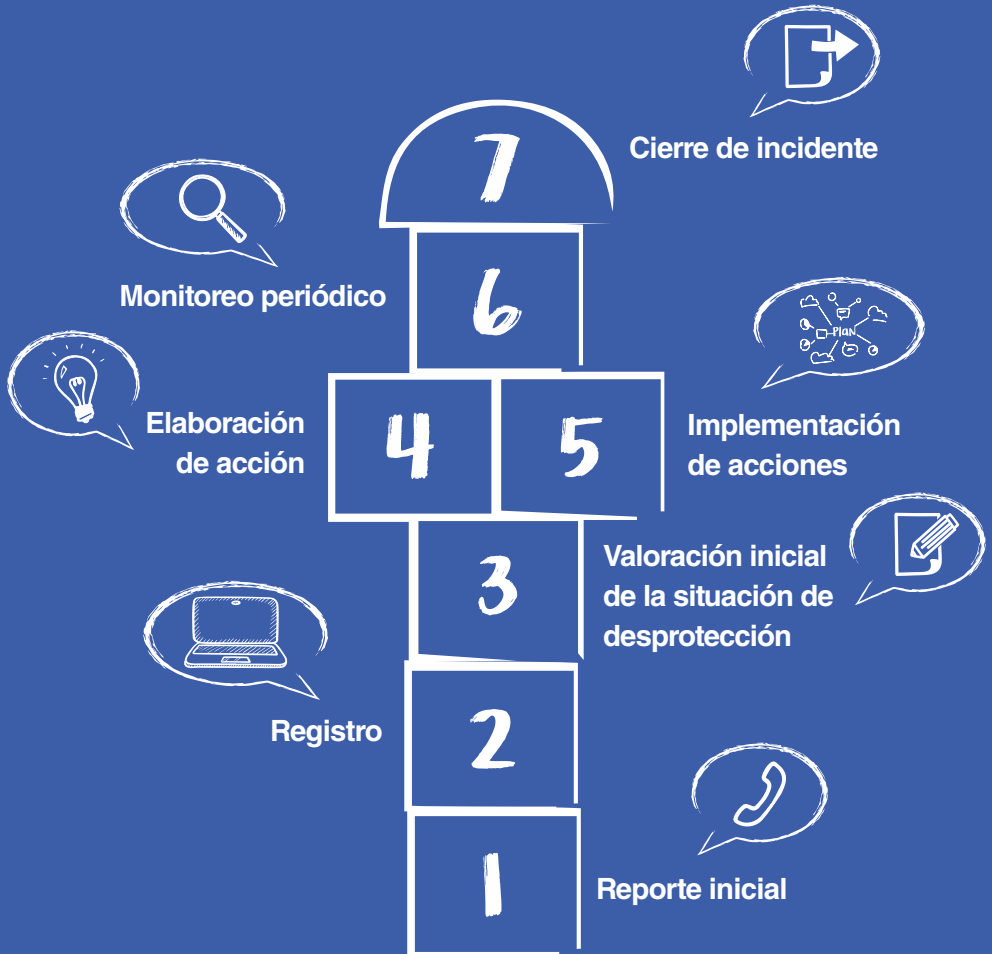 7
Cierre de incidente
Monitoreo periódico
6
PlaN
Elaboración
de acción
4
5
Implementación
de acciones
3
Valoración inicial
de la situación de
desprotección
Registro
2
1
Reporte inicial